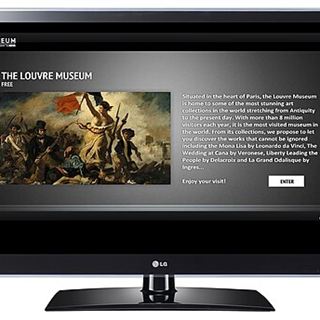 EUM
THE LOUVRE MUSEUM
FREE
Situated in the heart of Paris, the Louvre Museum
is home to some of the most stunning art
collections in the world stretching from Antiquity
to the present day. With more than 8 million
visitors each year, it is the most visited museum in
the world. From its collections, we propose to let
you discover the works that cannot be ignored
including the Mona Lisa by Leonardo da Vinci, The
Wedding at Cana by Veronese, Liberty Leading the
People by Delacroix and La Grand Odalisque by
Ingres...
Enjoy your visit!
ENTER
LG